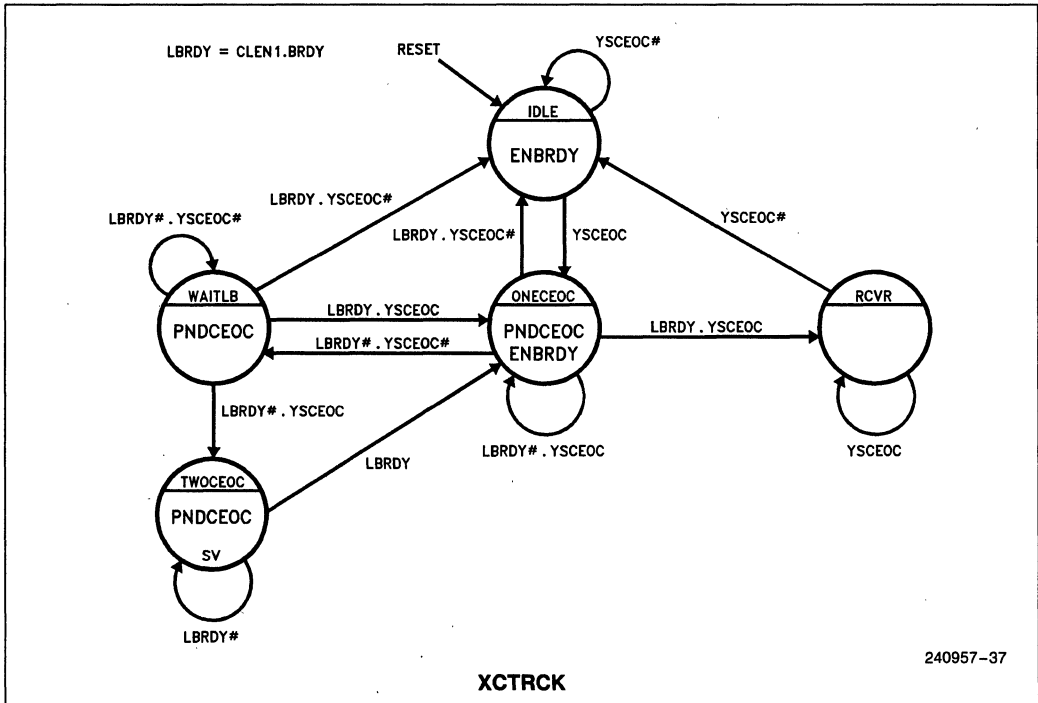 LBRDY = CLEN1.BRDY
RESET
YSCEOC#
IDLE
ENBRDY
LBRDY.YSCEOC#
LBRDY#.YSCEOC#
LBRDY.YSCEOC#
YSCEOC
YSCEOC#
WAITLB
PNDCEOC
LBRDY.YSCEOC
LBRDY#.YSCEOC#
ONECEOC
PNDCEOC
ENBRDY
LBRDY.YSCEOC
RCVR
LBRDY#.YSCEOC
LBRDY#.YSCEOC
YSCEOC
TWOCEOC
PNDCEOC
SV
LBRDY
LBRDY#
240957-37
XCTRCK